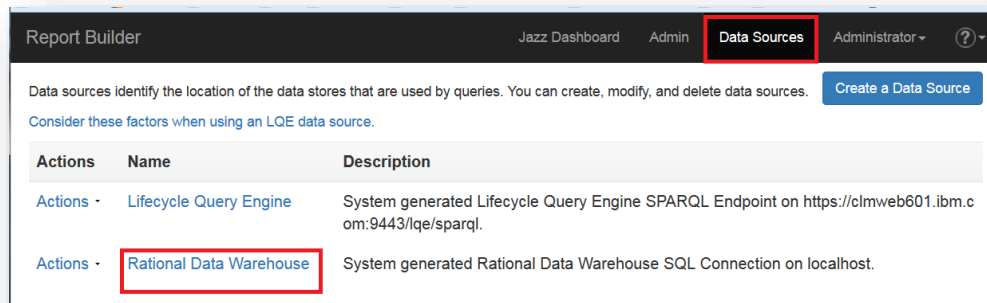 Report Builder Jazz Dashboard Admin Data Sources Administrator ?
Data sources identify the location of the data stores that are used by queries. You can create, modify, and delete data sources. Create a Data Source
Consider these factors when using an LQE data source.
Actions Name Description
Actions Lifecycle Query Engine System generated Lifecycle Query Engine SPARQL Endpoint on https://clmweb601.ibm.c
om:9443/lqe/sparql.
Actions Rational Data Warehouse System generated Rational Data Warehouse SQL Connection on localhost.